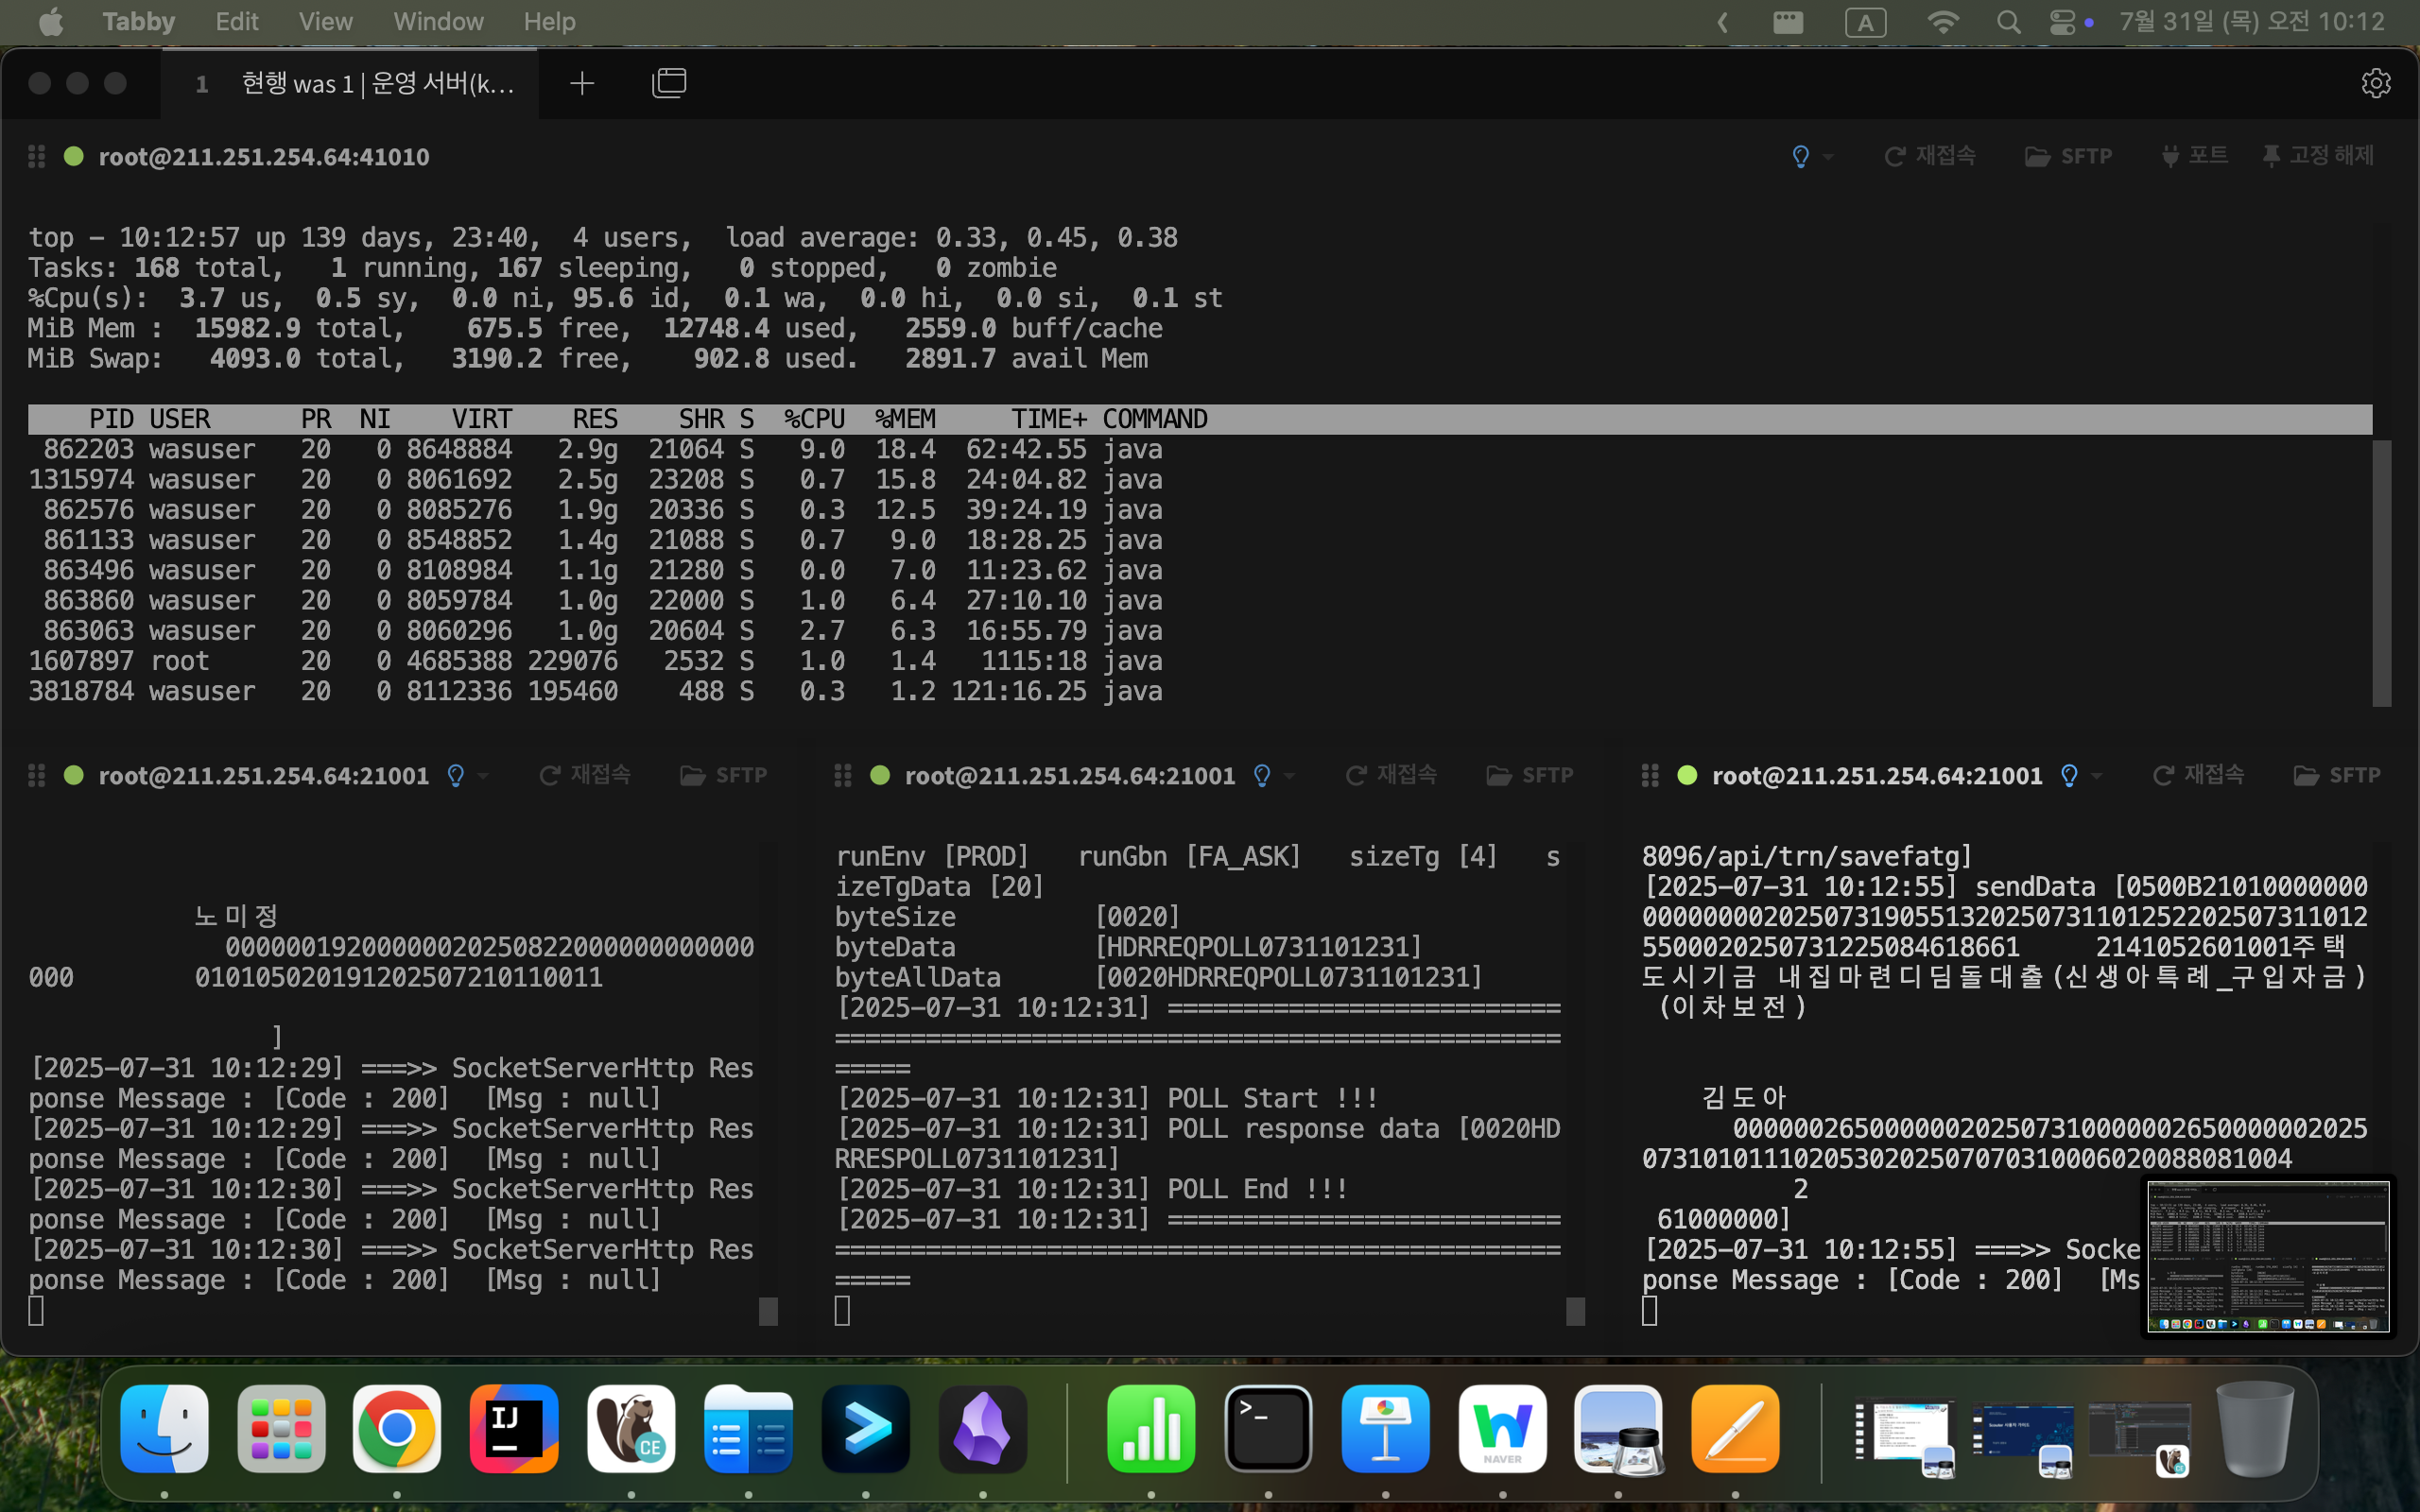 Tabby Edit View Window Help A 7월 31일 (목) 오전 10:12
1 현행 was 1 | 운영 서버(k...
root@211.251.254.64:41010 재접속 SFTP 포트 고정 해제
top - 10:12:57 up 139 days, 23:40, 4 users, load average: 0.33, 0.45, 0.38
Tasks: 168 total, 1 running, 167 sleeping, 0 stopped, 0 zombie
%Cpu(s): 3.7 us, 0.5 sy, 0.0 ni, 95.6 id, 0.1 wa, 0.0 hi, 0.0 si, 0.1 st
MiB Mem : 15982.9 total, 675.5 free, 12748.4 used, 2559.0 buff/cache
MiB Swap: 4093.0 total, 3190.2 free, 902.8 used. 2891.7 avail Mem
PID USER PR NI VIRT RES SHR S %CPU %MEM TIME+ COMMAND
862203 wasuser 20 0 8648884 2.9g 21064 S 9.0 18.4 62:42.55 java
1315974 wasuser 20 0 8061692 2.5g 23208 S 0.7 15.8 24:04.82 java
862576 wasuser 20 0 8085276 1.9g 20336 S 0.3 12.5 39:24.19 java
861133 wasuser 20 0 8548852 1.4g 21088 S 0.7 9.0 18:28.25 java
863496 wasuser 20 0 8108984 1.1g 21280 S 0.0 7.0 11:23.62 java
863860 wasuser 20 0 8059784 1.0g 22000 S 1.0 6.4 27:10.10 java
863063 wasuser 20 0 8060296 1.0g 20604 S 2.7 6.3 16:55.79 java
1607897 root 20 0 4685388 229076 2532 S 1.0 1.4 1115:18 java
3818784 wasuser 20 0 8112336 195460 488 S 0.3 1.2 121:16.25 java
root@211.251.254.64:21001 재접속 SFTP
노미정
00000019200000020250822000000000000
000 010105020191202507210110011
]
[2025-07-31 10:12:29] ===>> SocketServerHttp Res
ponse Message : [Code : 200] [Msg : null]
[2025-07-31 10:12:29] ===>> SocketServerHttp Res
ponse Message : [Code : 200] [Msg : null]
[2025-07-31 10:12:30] ===>> SocketServerHttp Res
ponse Message : [Code : 200] [Msg : null]
[2025-07-31 10:12:30] ===>> SocketServerHttp Res
ponse Message : [Code : 200] [Msg : null]
root@211.251.254.64:21001 재접속 SFTP
runEnv [PROD] runGbn [FA_ASK] sizeTg [4] s
izeTgData [20]
byteSize [0020]
byteData [HDRREQPOLL0731101231]
byteAllData [0020HDRREQPOLL0731101231]
[2025-07-31 10:12:31] ==========================
================================================
=====
[2025-07-31 10:12:31] POLL Start !!!
[2025-07-31 10:12:31] POLL response data [0020HD
RRESPOLL0731101231]
[2025-07-31 10:12:31] POLL End !!!
[2025-07-31 10:12:31] ==========================
================================================
=====
root@211.251.254.64:21001 재접속 SFTP
8096/api/trn/savefatg]
[2025-07-31 10:12:55] sendData [0500B21010000000
000000002025073190551320250731101252202507311012
5500020250731225084618661 2141052601001주택
도시기금 내집마련디딤돌대출(신생아특례_구입자금)
(이차보전)
김도아
000000265000000202507310000002650000002025
0731010111020530202507070310006020088081004
2
61000000]
[2025-07-31 10:12:55] ===>> Socke
ponse Message : [Code : 200] [Ms
IJ
CE
NAVER